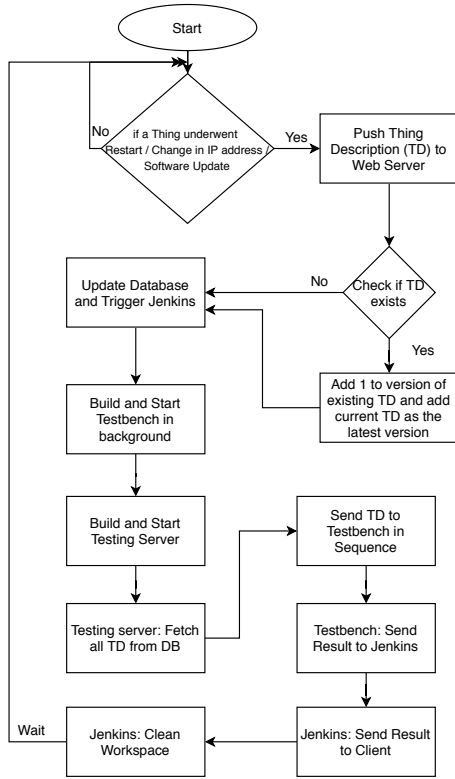 Start
if a Thing underwent
Restart / Change in IP address /
Software Update
No
Yes
Push Thing
Description (TD) to
Web Server
Check if TD
exists
No
Yes
Update Database
and Trigger Jenkins
Add 1 to version of
existing TD and add
current TD as the
latest version
Build and Start
Testbench in
background
Build and Start
Testing Server
Send TD to
Testbench in
Sequence
Testing server: Fetch
all TD from DB
Testbench: Send
Result to Jenkins
Wait
Jenkins: Clean
Workspace
Jenkins: Send Result
to Client